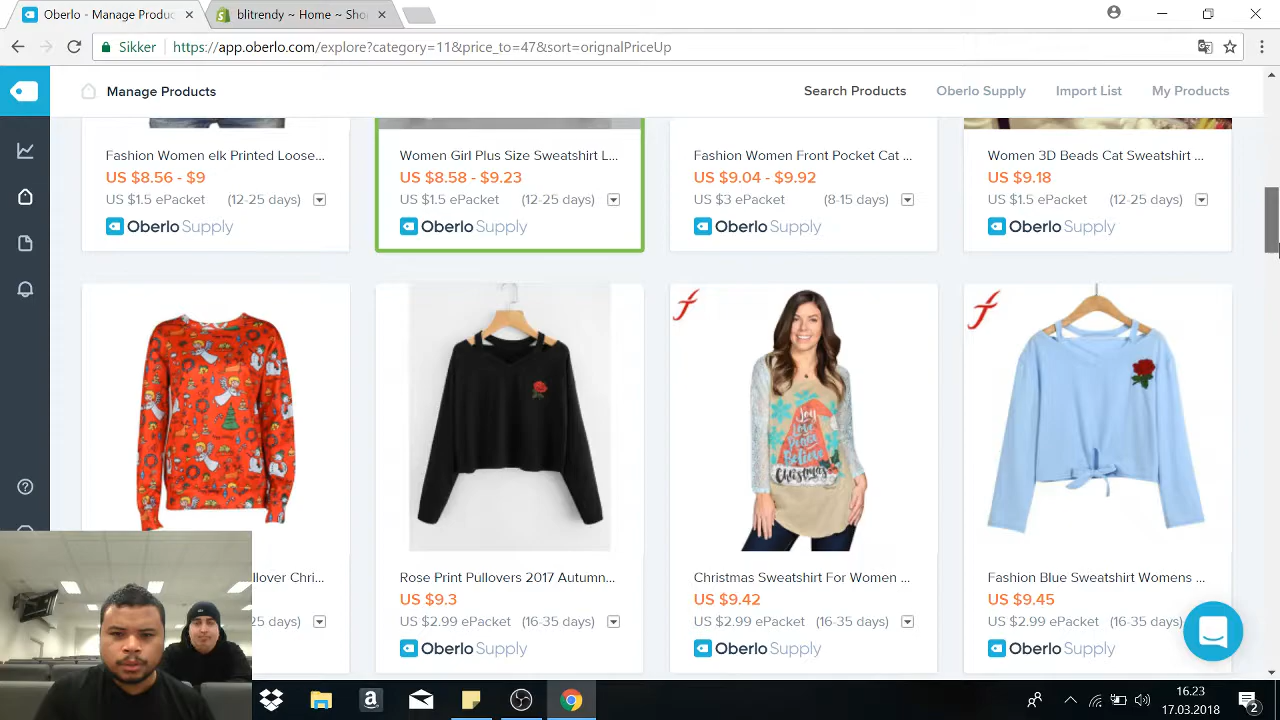 Oberlo - Manage Produc
blitrendy ~ Home ~ Sho
Sikker
https://app.oberlo.com/explore?category=11&price_to=47&sort=orignalPriceUp
Manage Products
Search Products
Oberlo Supply
Import List
My Products
Fashion Women elk Printed Loose...
US $8.56 - $9
US $1.5 ePacket (12-25 days)
Oberlo Supply
Women Girl Plus Size Sweatshirt L...
US $8.58 - $9.23
US $1.5 ePacket (12-25 days)
Oberlo Supply
Fashion Women Front Pocket Cat ...
US $9.04 - $9.92
US $3 ePacket (8-15 days)
Oberlo Supply
Women 3D Beads Cat Sweatshirt ...
US $9.18
US $1.5 ePacket (12-25 days)
Oberlo Supply
Joy
Love
Peace
Believe
Christmas
llover Chri...
25 days)
Rose Print Pullovers 2017 Autumn...
US $9.3
US $2.99 ePacket (16-35 days)
Oberlo Supply
Christmas Sweatshirt For Women ...
US $9.42
US $2.99 ePacket (16-35 days)
Oberlo Supply
Fashion Blue Sweatshirt Womens ...
US $9.45
US $2.99 ePacket (16-35 days)
Oberlo Supply
16.23
17.03.2018
2